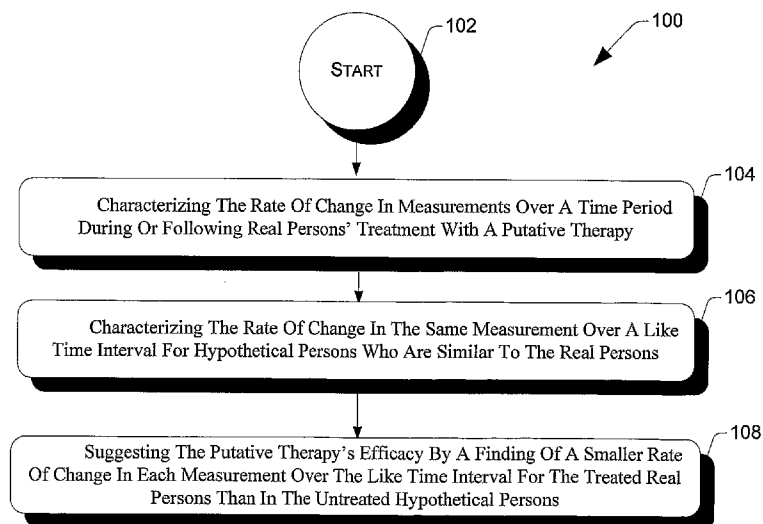 102
100
START
104
Characterizing The Rate Of Change In Measurements Over A Time Period
During Or Following Real Persons' Treatment With A Putative Therapy
106
Characterizing The Rate Of Change In The Same Measurement Over A Like
Time Interval For Hypothetical Persons Who Are Similar To The Real Persons
108
Suggesting The Putative Therapy's Efficacy By A Finding Of A Smaller Rate
Of Change In Each Measurement Over The Like Time Interval For The Treated Real
Persons Than In The Untreated Hypothetical Persons